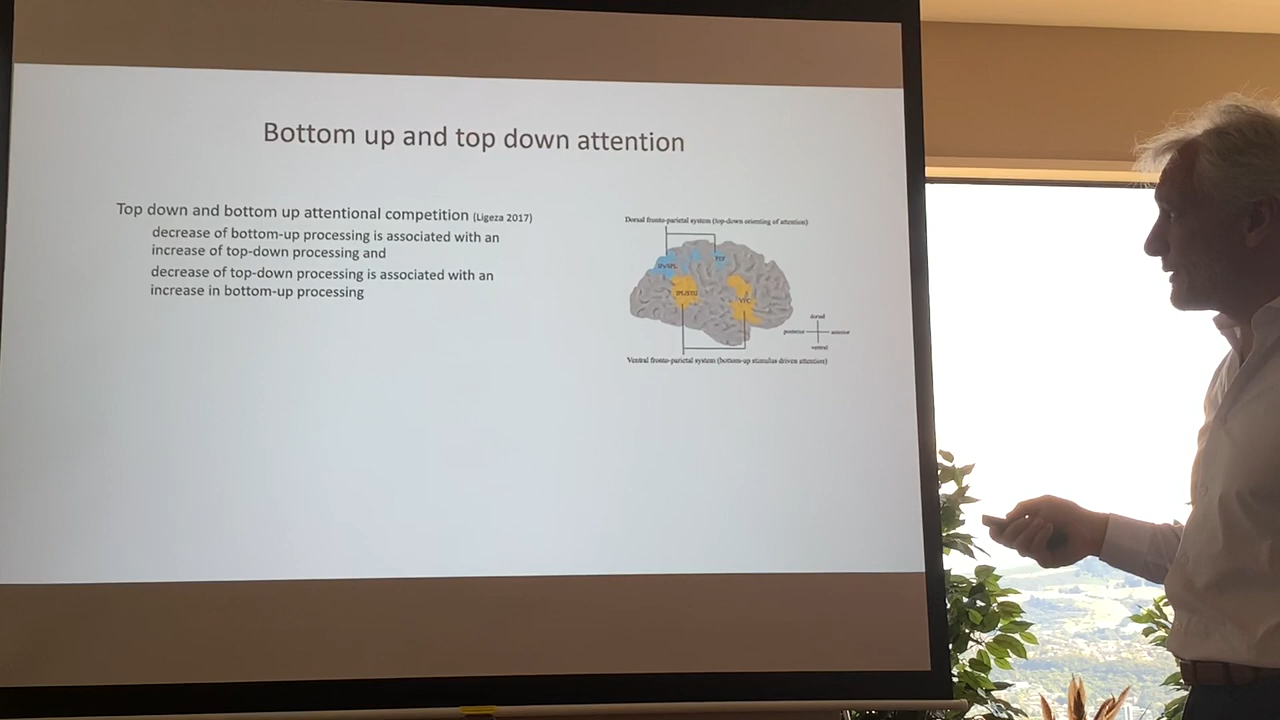 Bottom up and top down attention
Top down and bottom up attentional competition (Ligeza 2017)
decrease of bottom-up processing is associated with an
increase of top-down processing and
decrease of top-down processing is associated with an
increase in bottom-up processing
Dorsal fronto-parietal system (top-down orienting of attention)
IPs/SPL
FEF
IPL/STG
VFC
dorsal
posterior
anterior
ventral
Ventral fronto-parietal system (bottom-up stimulus driven attention)